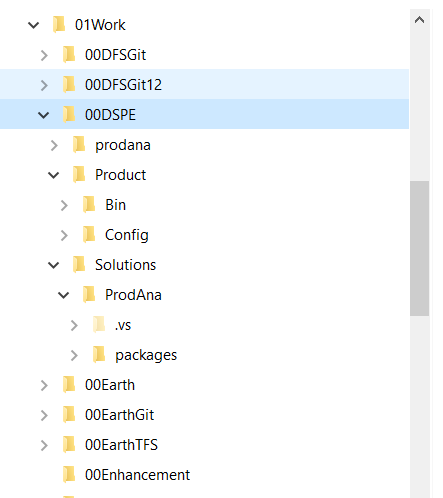 01Work
00DFSGit
00DFSGit12
00DSPE
prodana
Product
Bin
Config
Solutions
ProdAna
.vs
packages
00Earth
00EarthGit
00EarthTFS
00Enhancement